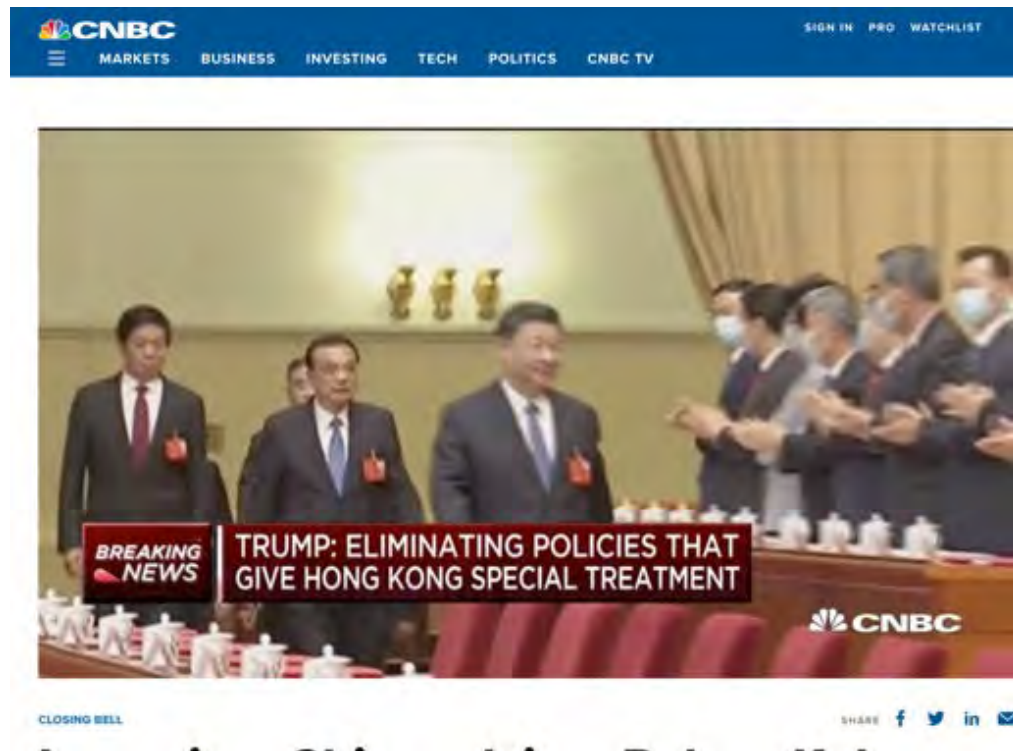 CNBC
SIGN IN PRO WATCHLIST
MARKETS BUSINESS INVESTING TECH POLITICS CNBC TV
BREAKING NEWS
TRUMP: ELIMINATING POLICIES THAT
GIVE HONG KONG SPECIAL TREATMENT
CNBC
CLOSING BELL
SHARE